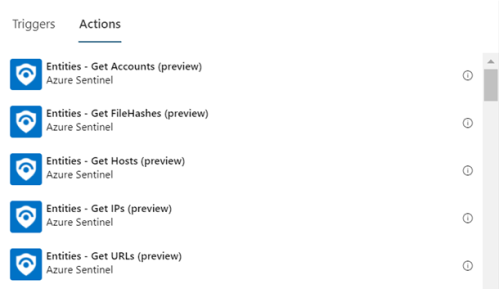 Triggers Actions
Entities - Get Accounts (preview)
Azure Sentinel
Entities - Get FileHashes (preview)
Azure Sentinel
Entities - Get Hosts (preview)
Azure Sentinel
Entities - Get IPs (preview)
Azure Sentinel
Entities - Get URLs (preview)
Azure Sentinel